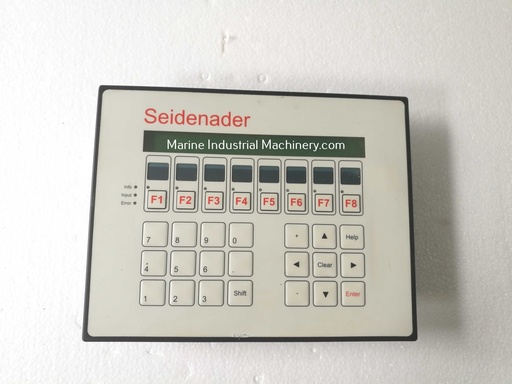 Seidenader
Marine Industrial Machinery.com
Info
Input
Error
F1 F2 F3 F4 F5 F6 F7 F8
7 8 9 0 + ▲ Help
4 5 6 . ◀ Clear ▶
1 2 3 Shift - ▼ Enter